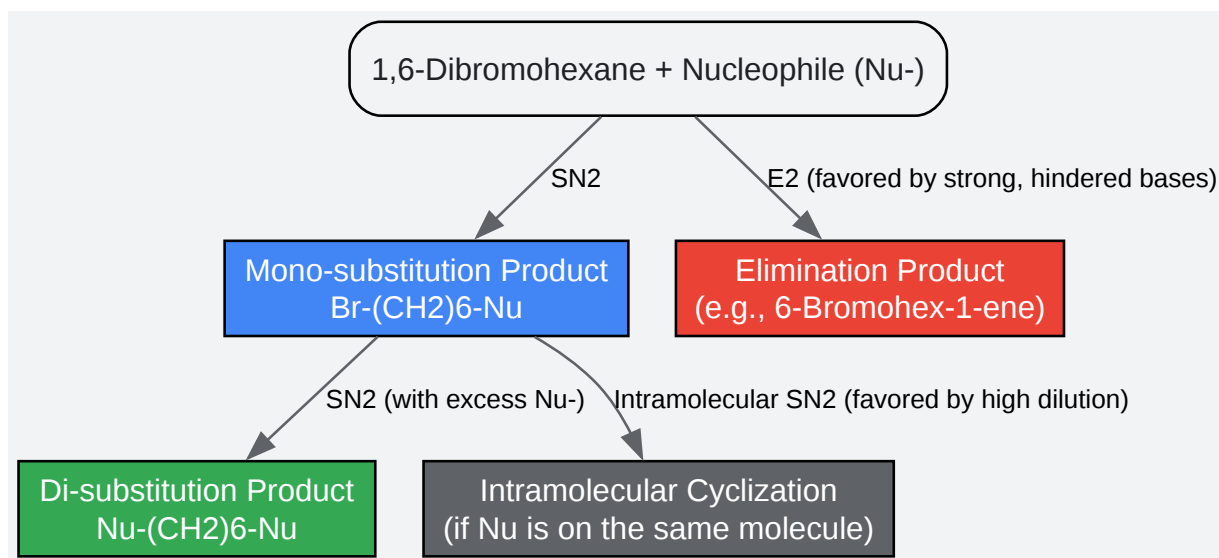 1,6-Dibromohexane + Nucleophile (Nu-)
SN2
E2 (favored by strong, hindered bases)
Mono-substitution Product
Br-(CH2)6-Nu
Elimination Product
(e.g., 6-Bromohex-1-ene)
SN2 (with excess Nu-)
Intramolecular SN2 (favored by high dilution)
Di-substitution Product
Nu-(CH2)6-Nu
Intramolecular Cyclization
(if Nu is on the same molecule)